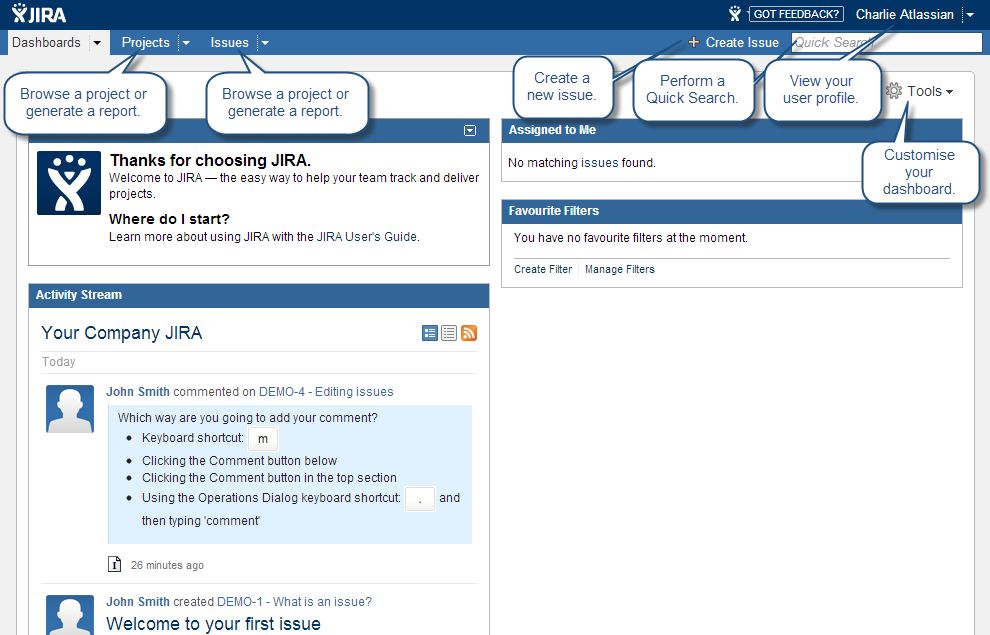 JIRA
GOT FEEDBACK?
Charlie Atlassian
Dashboards
Projects
Issues
Create Issue
Quick Search
Browse a project or
generate a report.
Browse a project or
generate a report.
Create a
new issue.
Perform a
Quick Search.
View your
user profile.
Tools
Customise
your
dashboard.
Thanks for choosing JIRA.
Welcome to JIRA — the easy way to help your team track and deliver
projects.
Where do I start?
Learn more about using JIRA with the JIRA User's Guide.
Assigned to Me
No matching issues found.
Favourite Filters
You have no favourite filters at the moment.
Create Filter
Manage Filters
Activity Stream
Your Company JIRA
Today
John Smith commented on DEMO-4 - Editing issues
Which way are you going to add your comment?
Keyboard shortcut: m
Clicking the Comment button below
Clicking the Comment button in the top section
Using the Operations Dialog keyboard shortcut: . and
then typing 'comment'
26 minutes ago
John Smith created DEMO-1 - What is an issue?
Welcome to your first issue